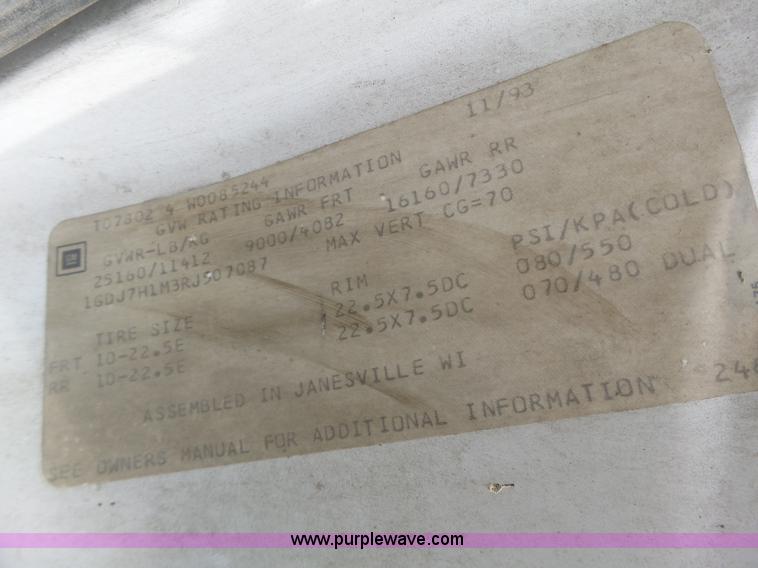 11/93
T07802 4 W0085244
GVW RATING INFORMATION
GVWR-LB/KG GAWR FRT GAWR RR
25160/11412 9000/4082 16160/7330
1GDJ7H1M3RJ507087 MAX VERT CG=70
TIRE SIZE RIM PSI/KPA(COLD)
FRT 10-22.5E 22.5X7.5DC 080/550
RR 10-22.5E 22.5X7.5DC 070/480 DUAL
ASSEMBLED IN JANESVILLE WI
SEE OWNERS MANUAL FOR ADDITIONAL INFORMATION
www.purplewave.com